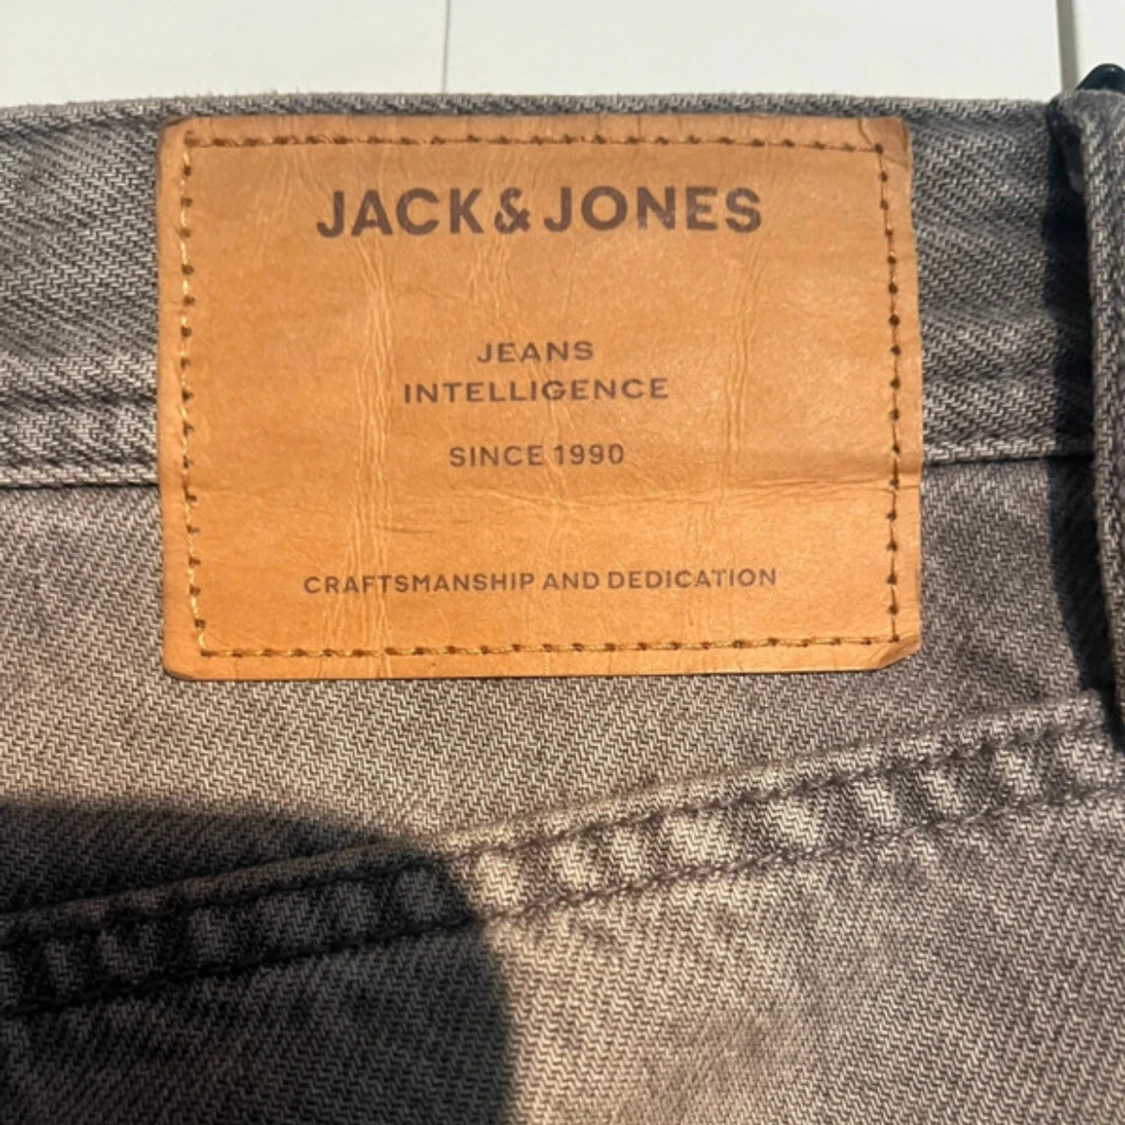 JACK & JONES
JEANS
INTELLIGENCE
SINCE 1990
CRAFTSMANSHIP AND DEDICATION